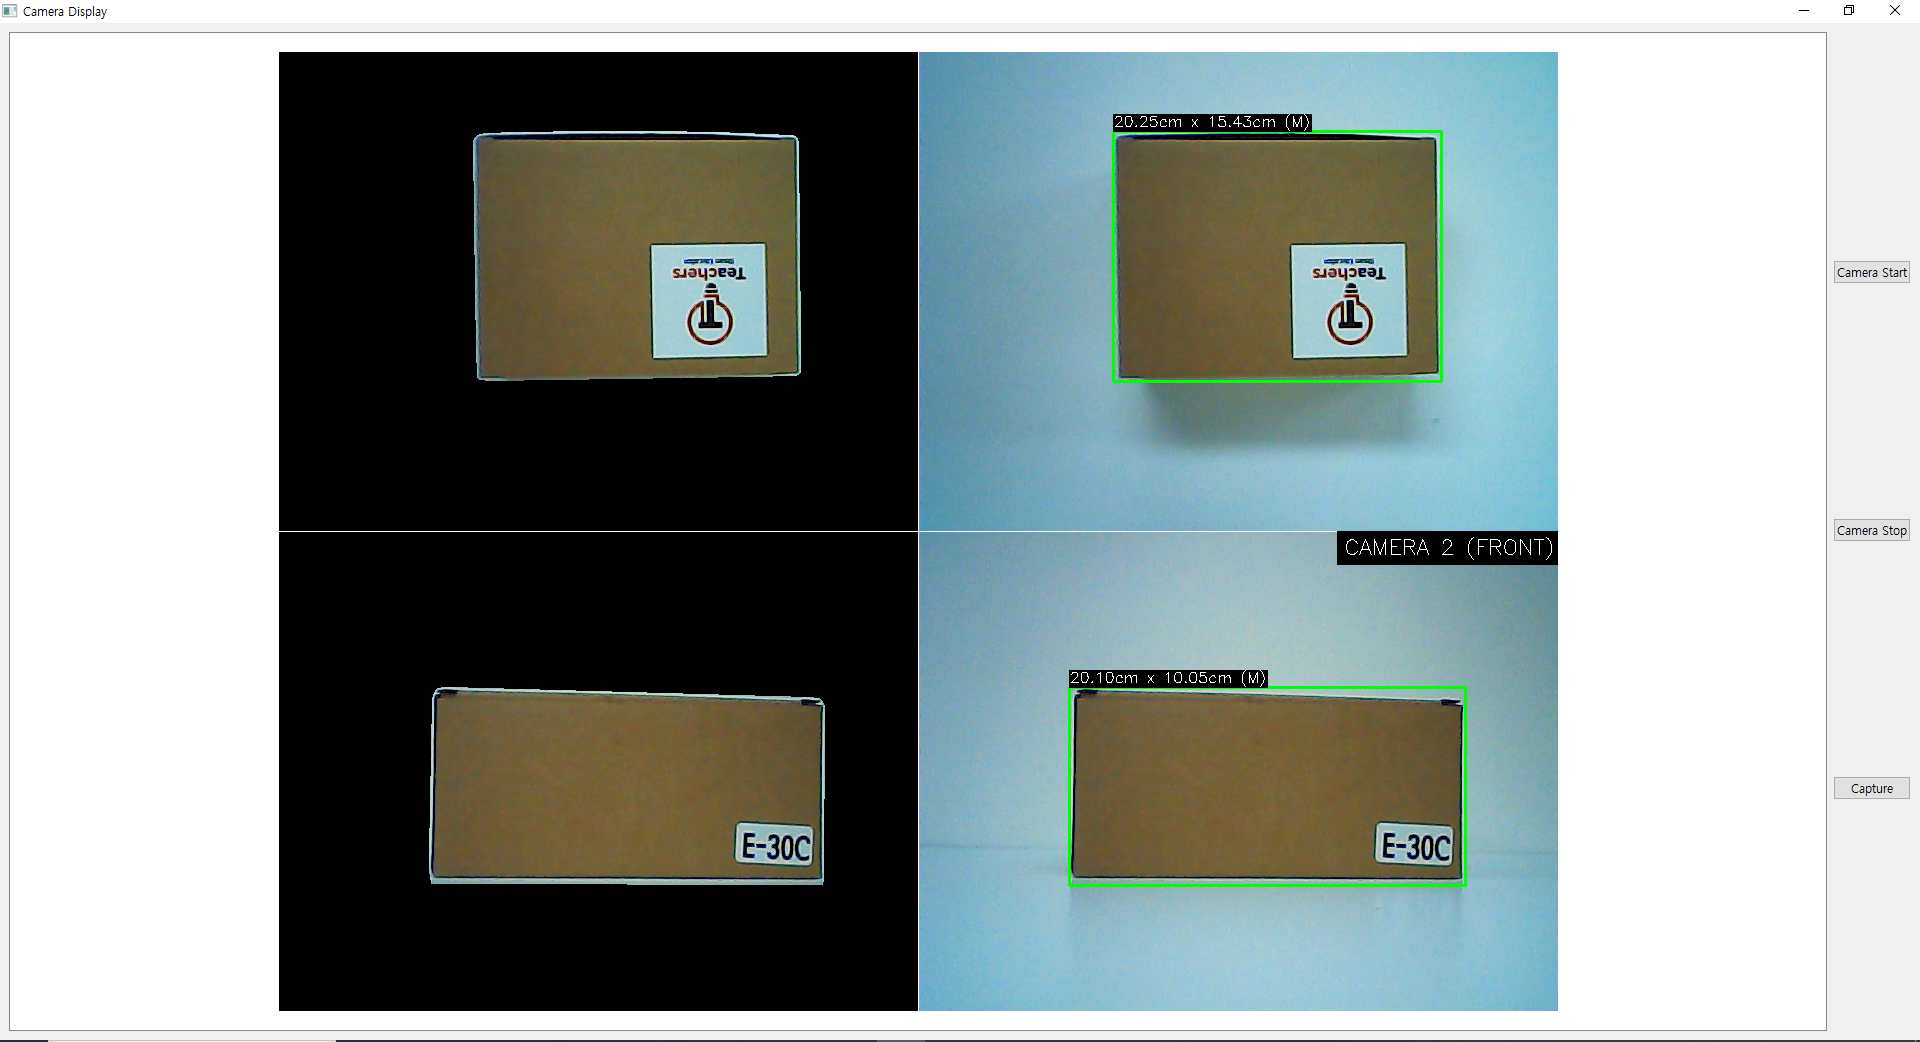 Camera Display
20.25cm x 15.43cm (M)
Teachers
T
Teachers
T
CAMERA 2 (FRONT)
20.10cm x 10.05cm (M)
E-30C
E-30C
Camera Start
Camera Stop
Capture